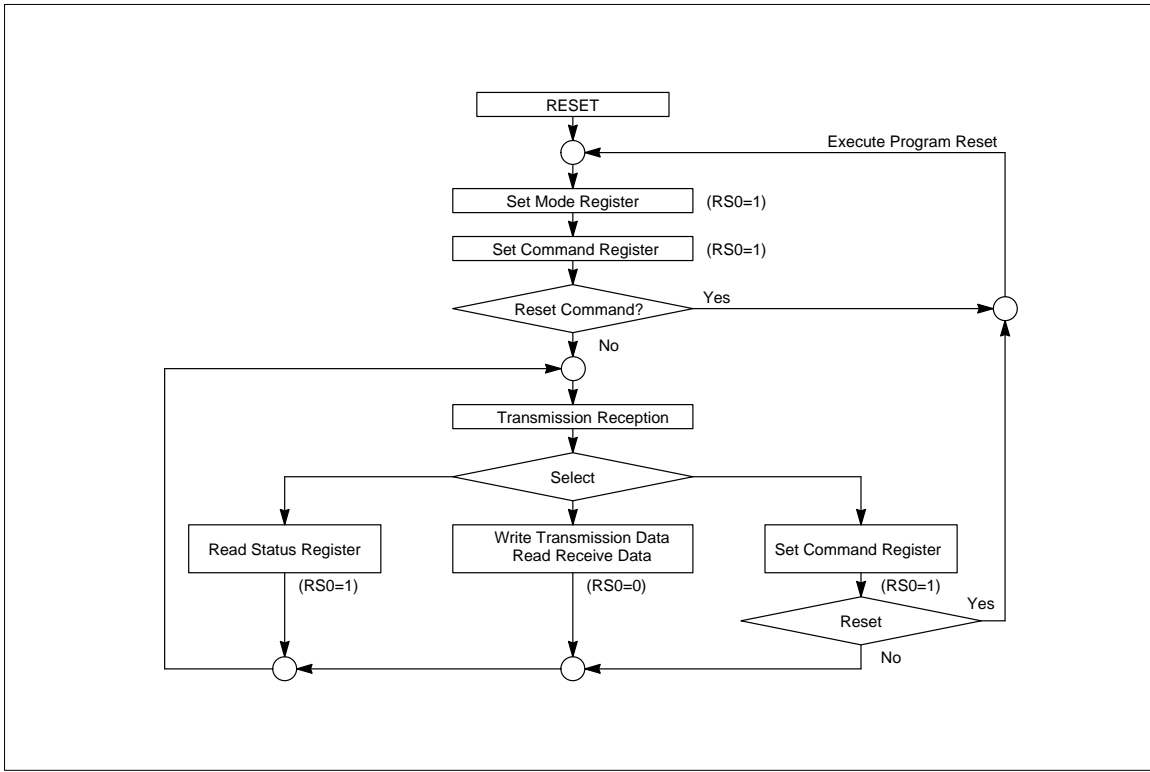 RESET
Execute Program Reset
Set Mode Register
(RS0=1)
Set Command Register
(RS0=1)
Reset Command?
Yes
No
Transmission Reception
Select
Read Status Register
(RS0=1)
Write Transmission Data
Read Receive Data
(RS0=0)
Set Command Register
(RS0=1)
Reset
Yes
No